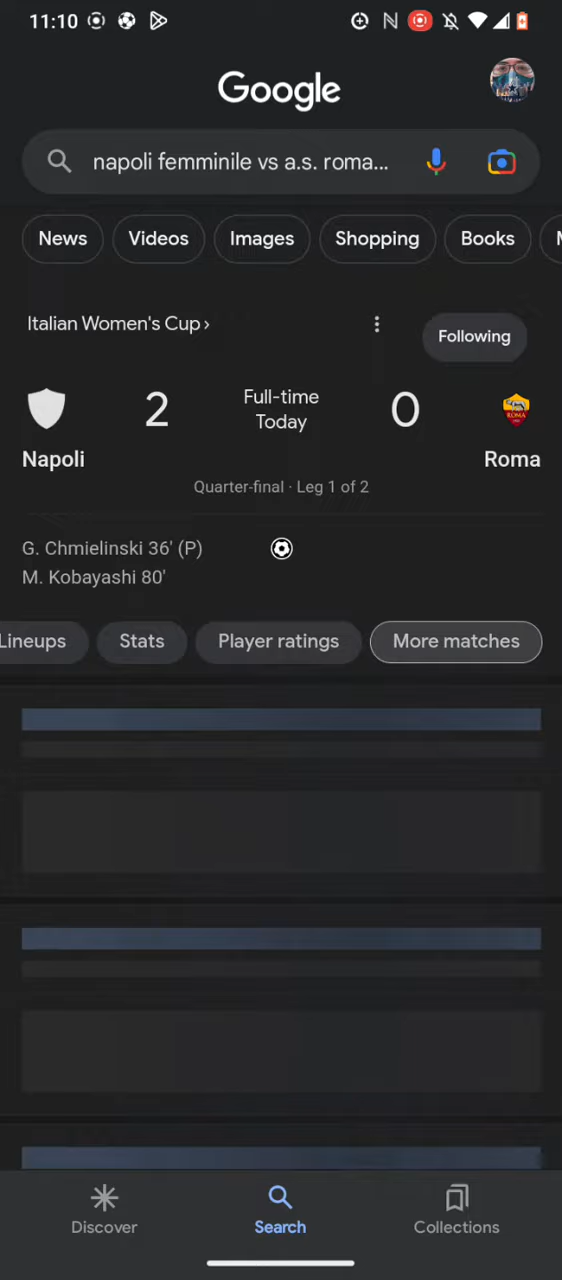 11:10
Google
napoli femminile vs a.s. roma...
News Videos Images Shopping Books
Italian Women's Cup ›
Following
2 Full-time 0
Today
Napoli Roma
Quarter-final · Leg 1 of 2
G. Chmielinski 36' (P)
M. Kobayashi 80'
Lineups Stats Player ratings More matches
Discover Search Collections